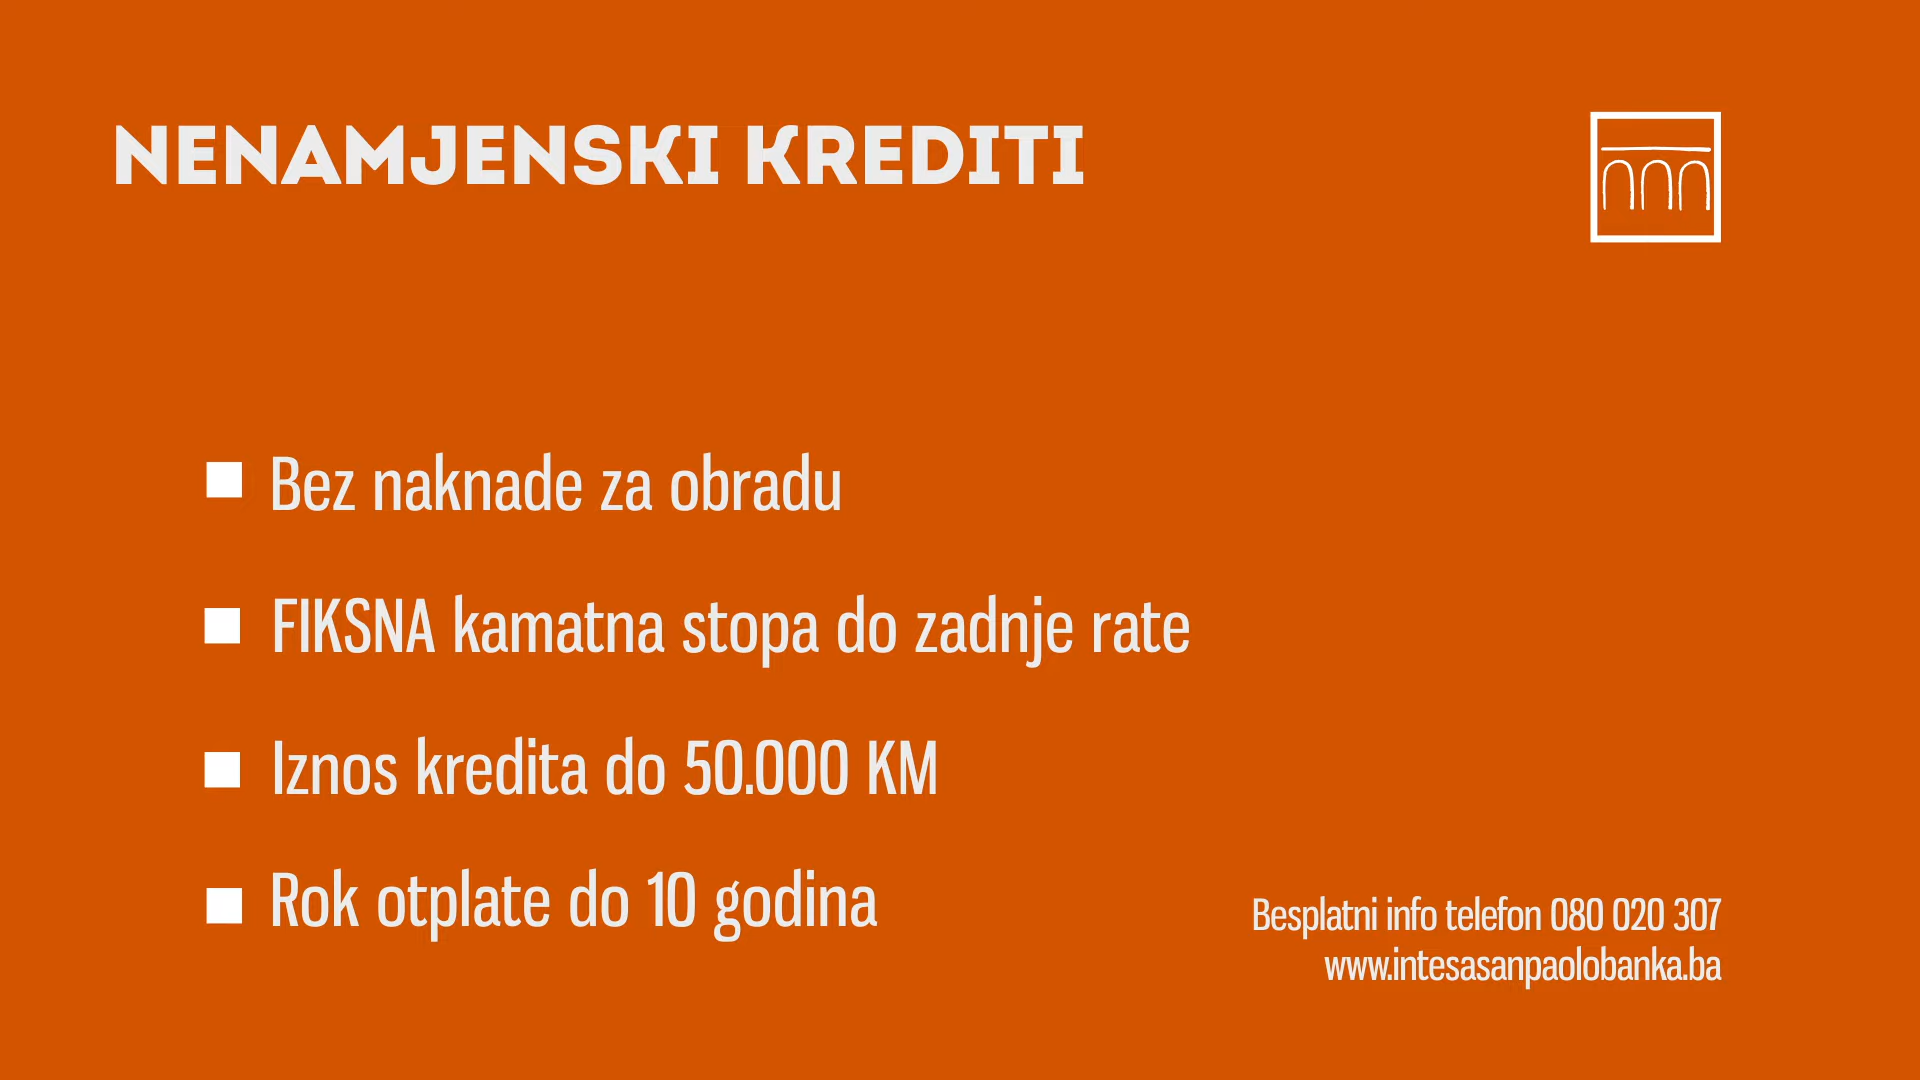 NENAMJENSKI KREDITI
Bez naknade za obradu
FIKSNA kamatna stopa do zadnje rate
Iznos kredita do 50.000 KM
Rok otplate do 10 godina
Besplatni info telefon 080 020 307
www.intesasanpaolobanka.ba